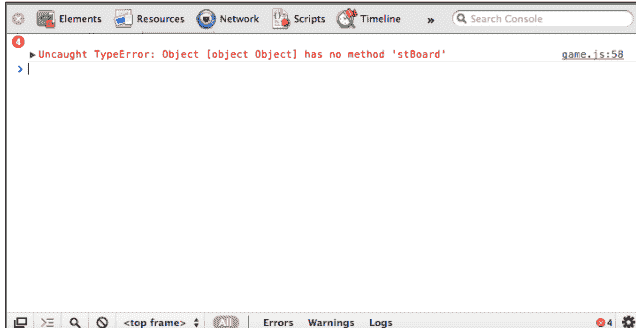 Elements Resources Network Scripts Timeline » Search Console
4
▶Uncaught TypeError: Object [object Object] has no method 'stBoard' game.js:58
>
<top frame> All Errors Warnings Logs 4